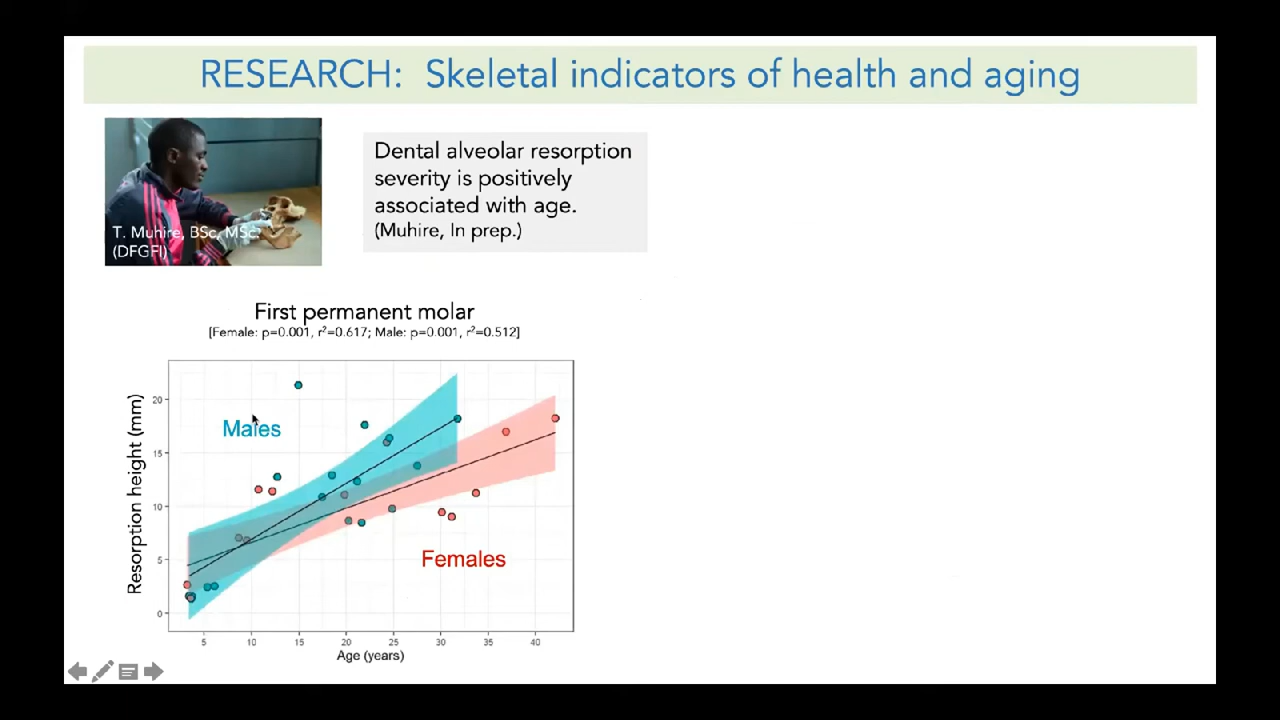 RESEARCH: Skeletal indicators of health and aging
T. Muhire, BSc, MSc.
(DFGFI)
Dental alveolar resorption
severity is positively
associated with age.
(Muhire, In prep.)
First permanent molar
[Female: p=0.001, r²=0.617; Male: p=0.001, r²=0.512]
Resorption height (mm)
20
15
10
5
0
Males
Females
5 10 15 20 25 30 35 40
Age (years)